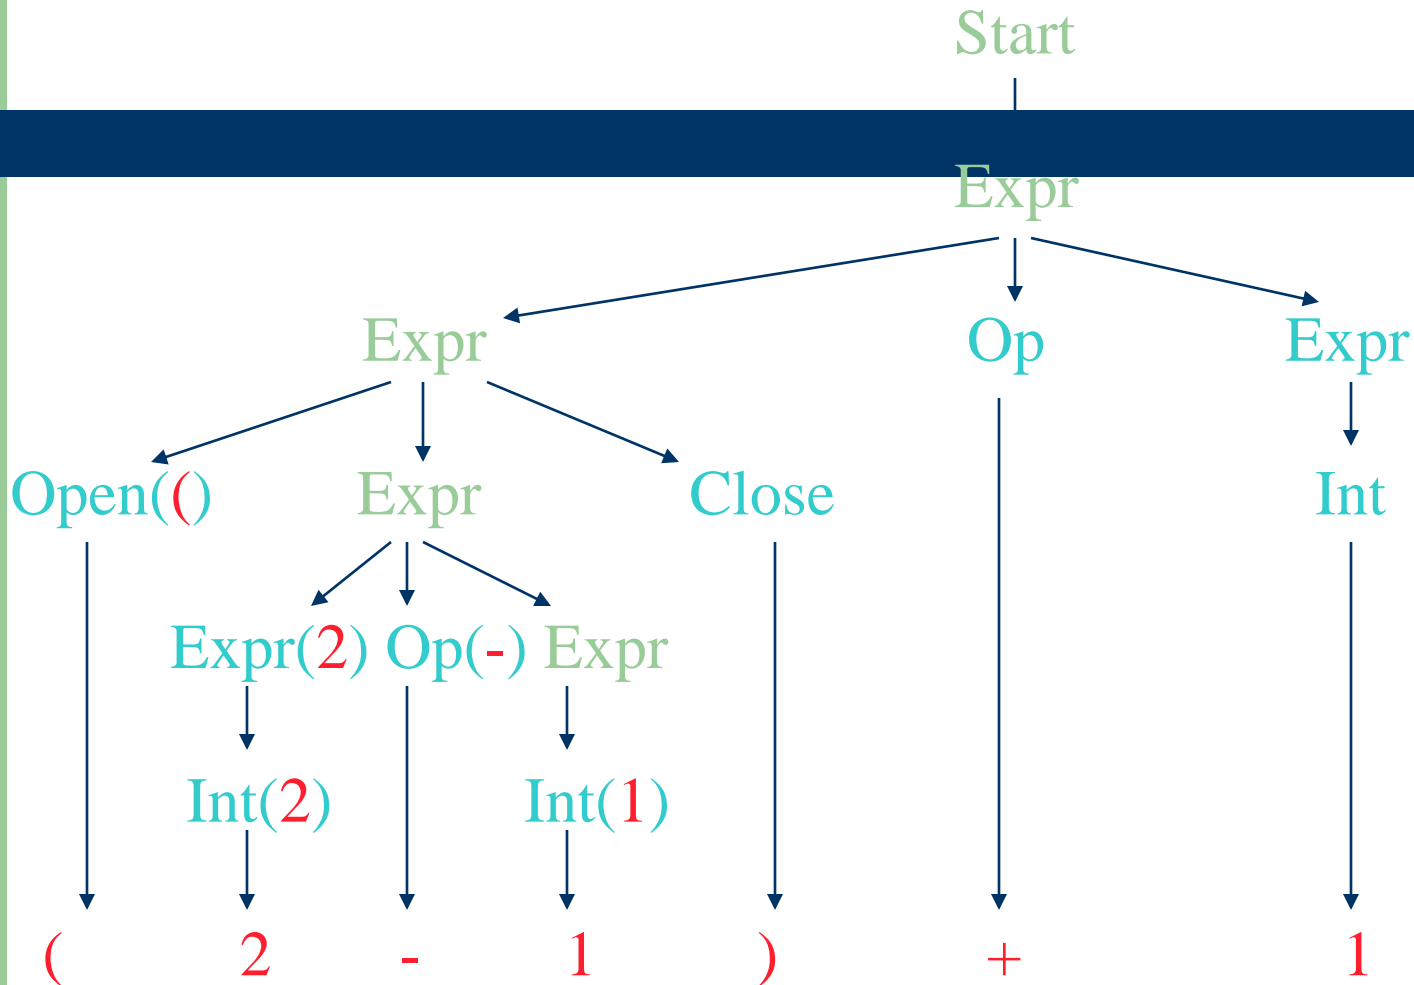 Start
Expr
Expr Op Expr
Open(() Expr Close Int
Expr(2) Op(-) Expr
Int(2) Int(1)
( 2 - 1 ) + 1